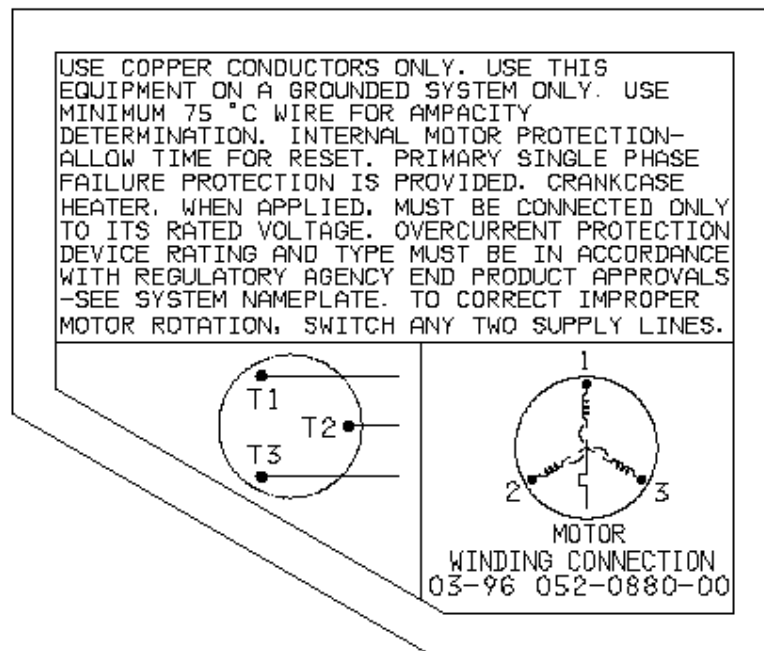 USE COPPER CONDUCTORS ONLY. USE THIS
EQUIPMENT ON A GROUNDED SYSTEM ONLY. USE
MINIMUM 75 °C WIRE FOR AMPACITY
DETERMINATION. INTERNAL MOTOR PROTECTION-
ALLOW TIME FOR RESET. PRIMARY SINGLE PHASE
FAILURE PROTECTION IS PROVIDED. CRANKCASE
HEATER, WHEN APPLIED, MUST BE CONNECTED ONLY
TO ITS RATED VOLTAGE. OVERCURRENT PROTECTION
DEVICE RATING AND TYPE MUST BE IN ACCORDANCE
WITH REGULATORY AGENCY END PRODUCT APPROVALS
-SEE SYSTEM NAMEPLATE. TO CORRECT IMPROPER
MOTOR ROTATION, SWITCH ANY TWO SUPPLY LINES.
T1
T2
T3
1
2 3
MOTOR
WINDING CONNECTION
03-96 052-0880-00